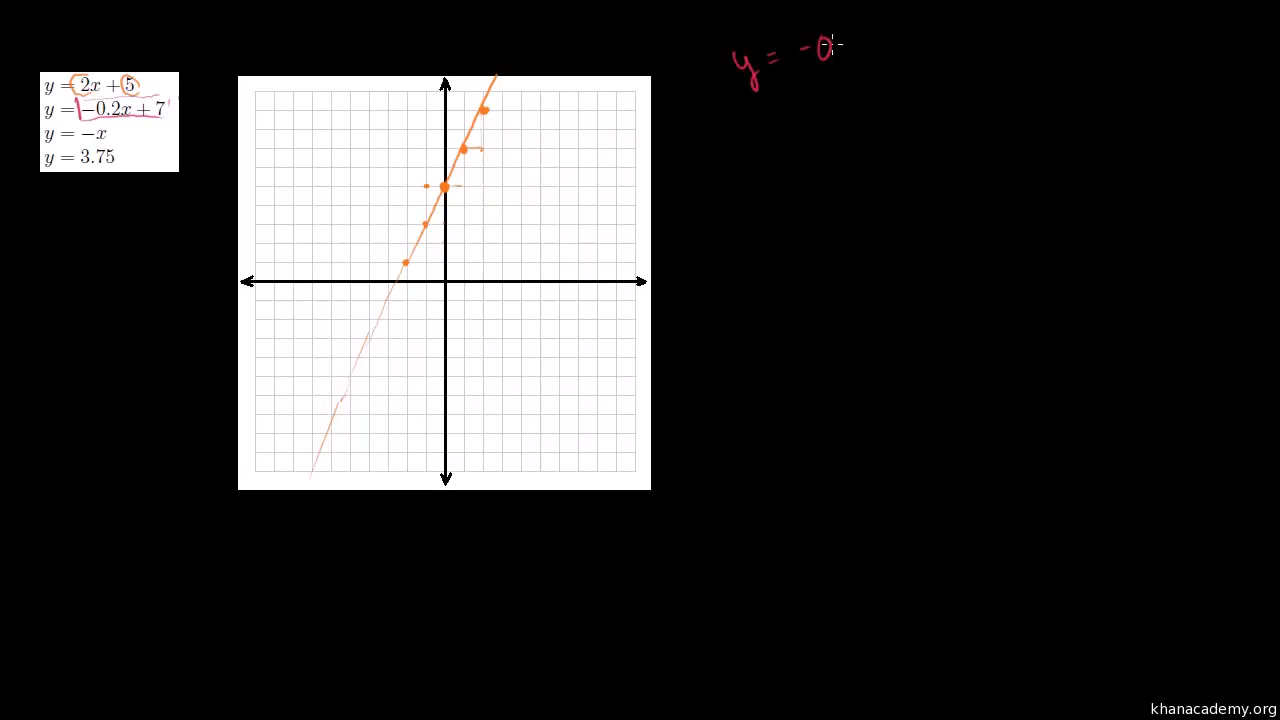 y = -0
y = 2x + 5
y = −0.2x + 7
y = −x
y = 3.75
khanacademy.org